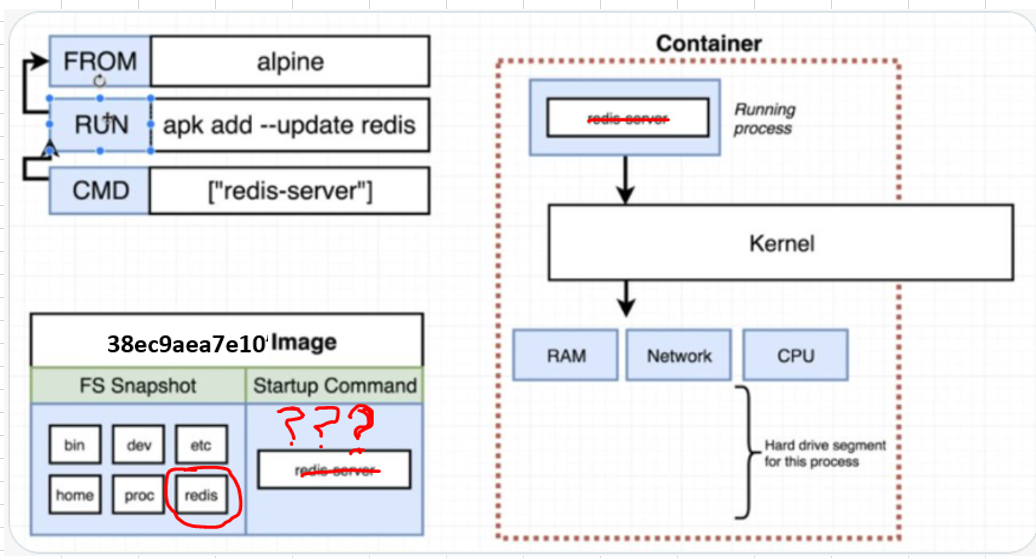 Container
FROM alpine
RUN apk add --update redis
CMD ["redis-server"]
redis-server
Running
process
Kernel
RAM Network CPU
Hard drive segment
for this process
38ec9aea7e10 Image
FS Snapshot Startup Command
???
bin dev etc
home proc redis
redis-server